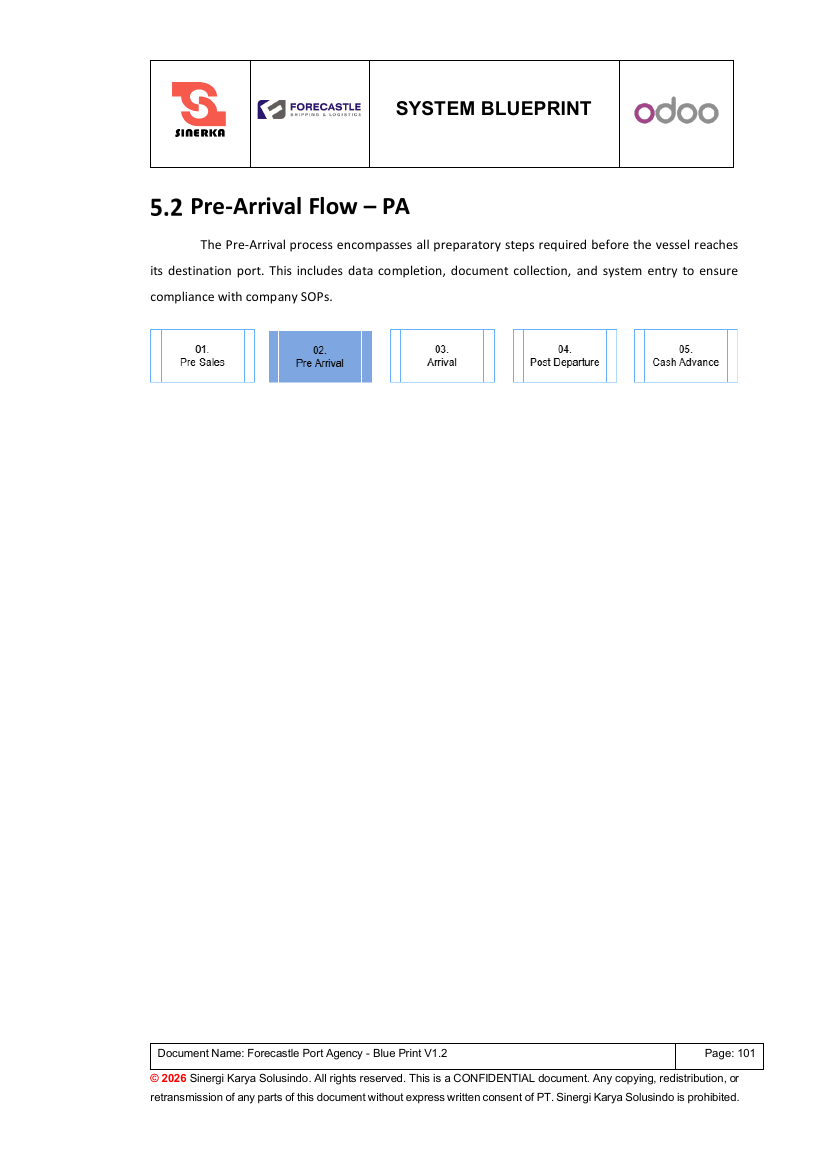 SINERKA
FORECASTLE
SHIPPING & LOGISTICS
SYSTEM BLUEPRINT
odoo
5.2 Pre-Arrival Flow – PA
The Pre-Arrival process encompasses all preparatory steps required before the vessel reaches
its destination port. This includes data completion, document collection, and system entry to ensure
compliance with company SOPs.
01.
Pre Sales
02.
Pre Arrival
03.
Arrival
04.
Post Departure
05.
Cash Advance
Document Name: Forecastle Port Agency - Blue Print V1.2
Page: 101
© 2026 Sinergi Karya Solusindo. All rights reserved. This is a CONFIDENTIAL document. Any copying, redistribution, or
retransmission of any parts of this document without express written consent of PT. Sinergi Karya Solusindo is prohibited.